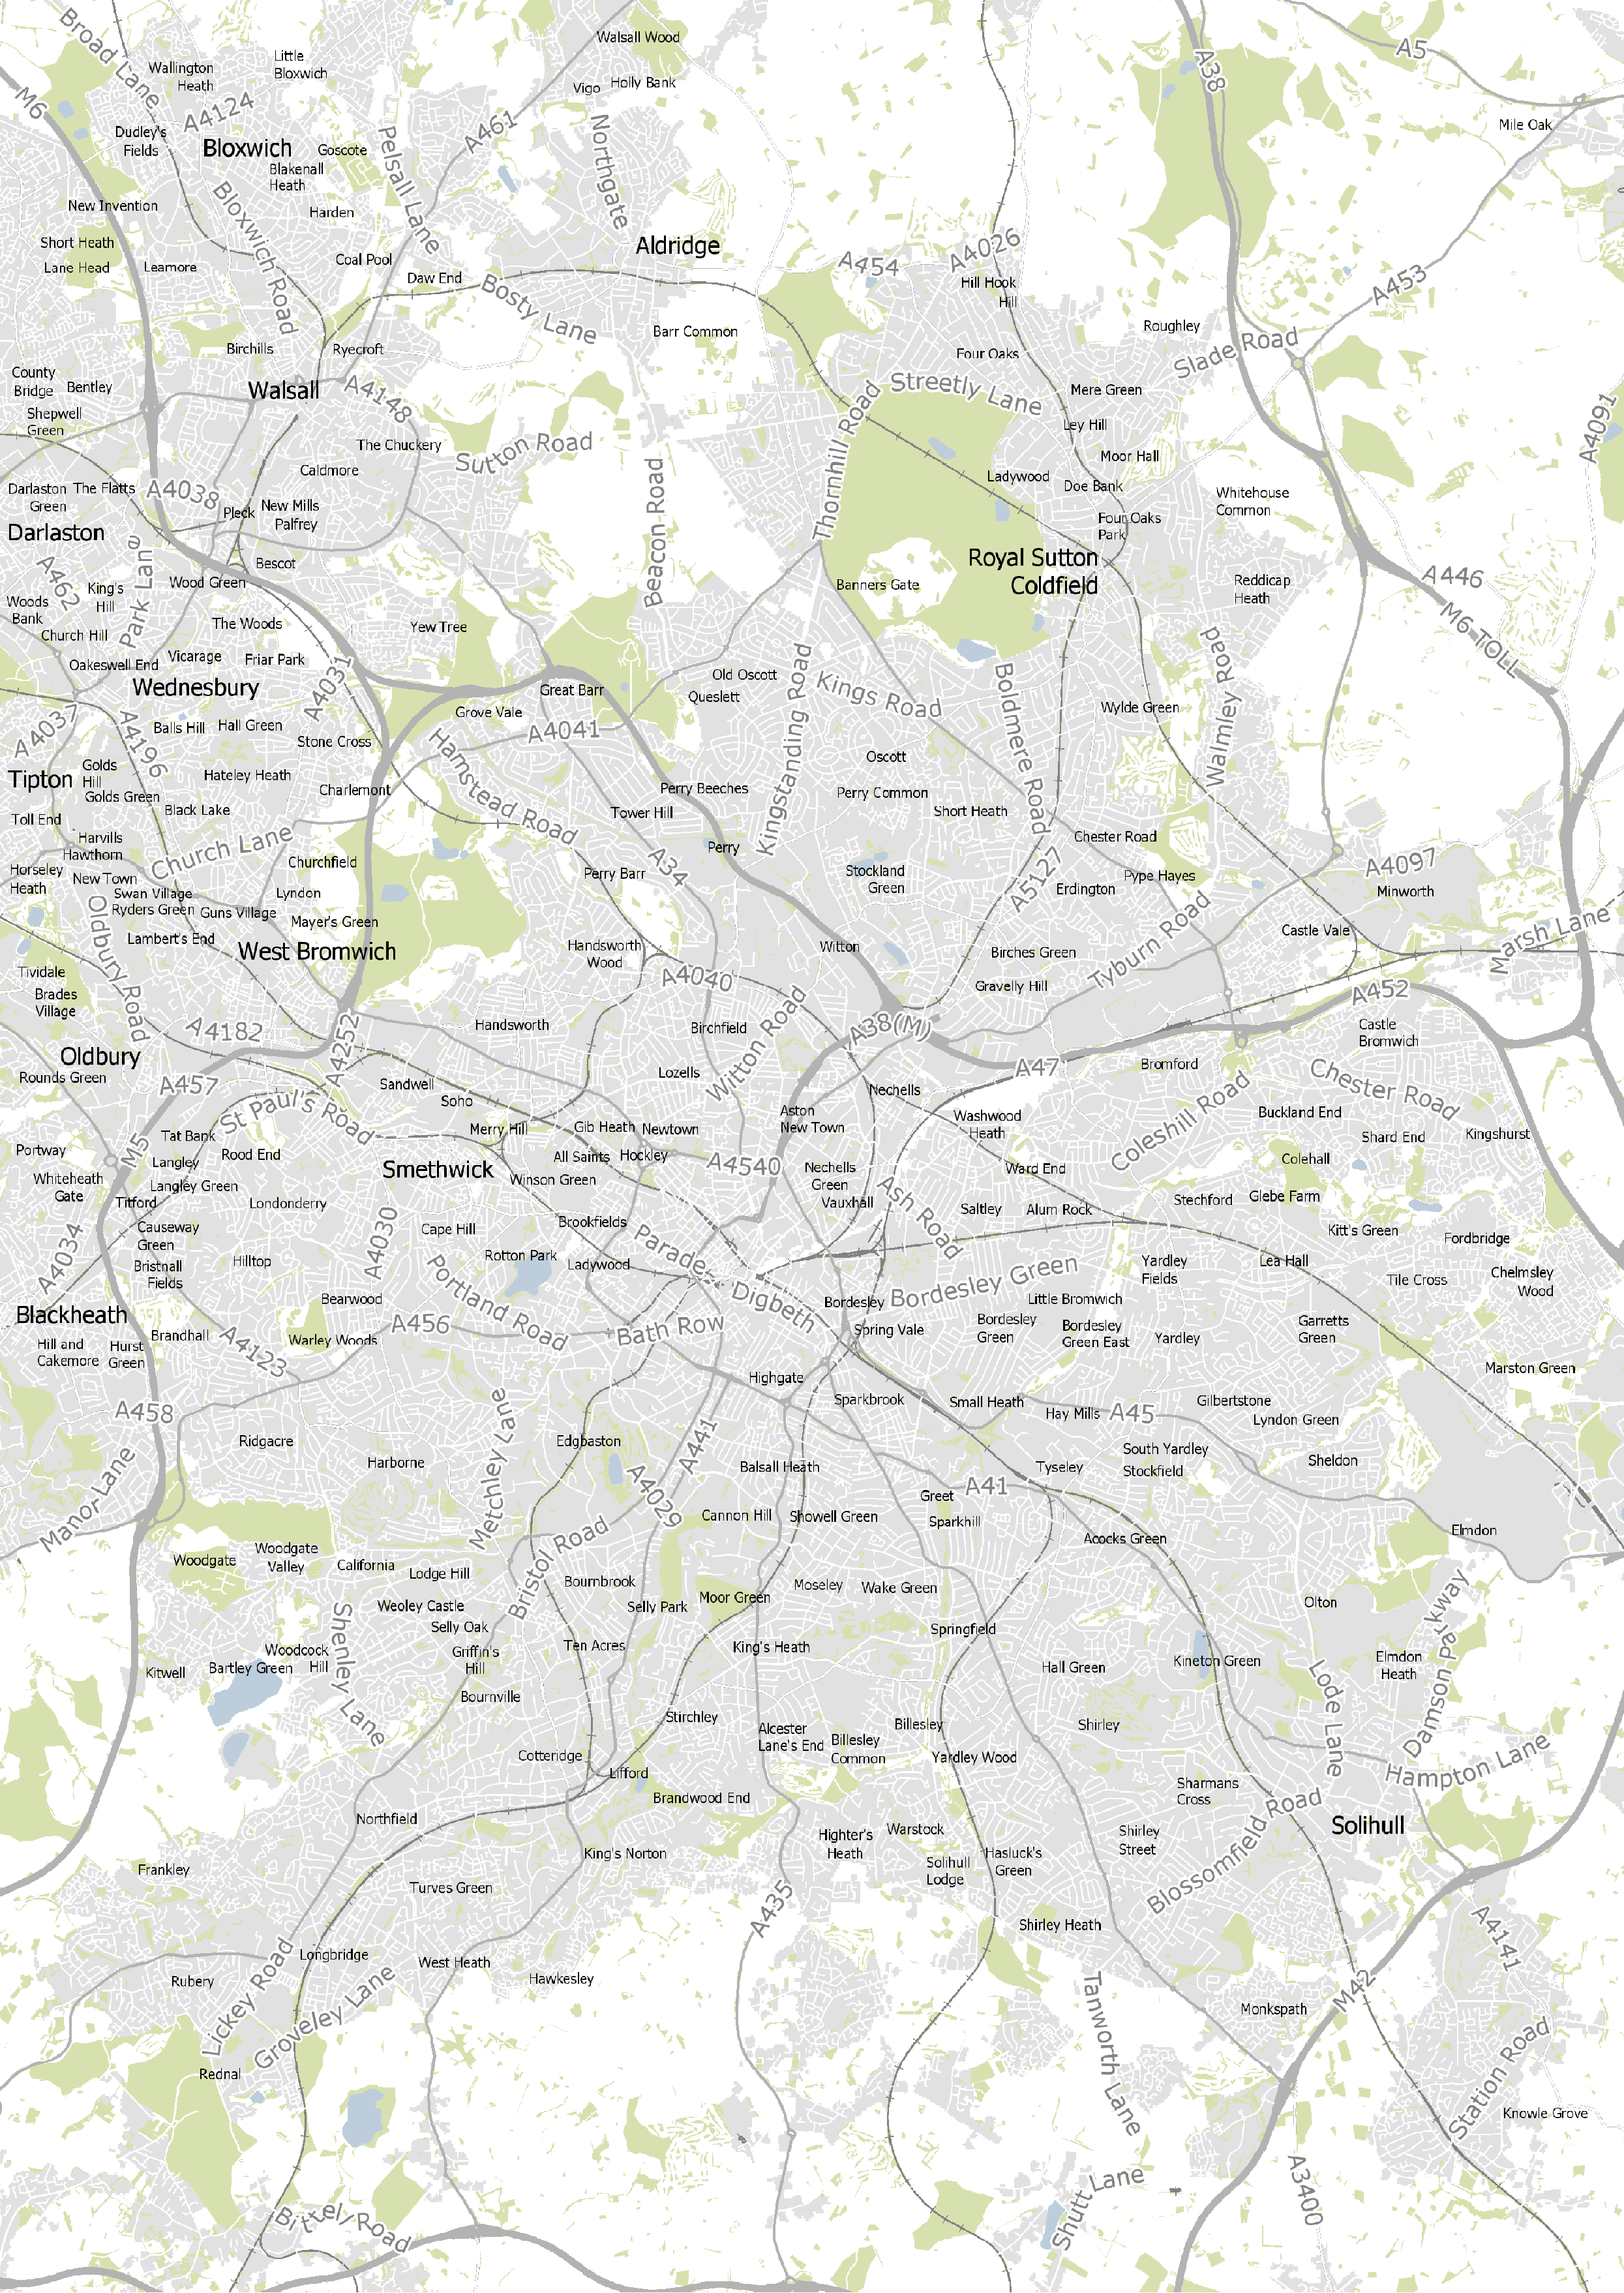 Broad Lane
Walsall Wood
A5
Little
Bloxwich
Wallington
Heath
A38
Vigo
Holly Bank
M6
A4124
Mile Oak
Dudley's
Fields
A461
Bloxwich
Goscote
Pelsall Lane
Northgate
Blakenall
Heath
New Invention
Harden
Bloxwich Road
Short Heath
Aldridge
A4026
Lane Head
Leamore
Coal Pool
A454
Daw End
Hill Hook
Hill
A453
Bosty Lane
Barr Common
Roughley
Birchills
Ryecroft
Four Oaks
Slade Road
County
Bridge
Bentley
Walsall
A4148
Streetly Lane
Mere Green
Shepwell
Green
Thornhill Road
Ley Hill
A4091
The Chuckery
Sutton Road
Moor Hall
Caldmore
Ladywood
Doe Bank
Darlaston
Green
The Flatts
A4038
Beacon Road
Whitehouse
Common
Pleck
New Mills
Palfrey
Four Oaks
Park
Darlaston
Bescot
Royal Sutton
Coldfield
A462
King's
Hill
Park Lane
Wood Green
Banners Gate
Reddicap
Heath
A446
Woods
Bank
Church Hill
The Woods
Yew Tree
M6 TOLL
Oakeswell End
Vicarage
Friar Park
Wednesbury
A4031
Great Barr
Old Oscott
Queslett
Kingstanding Road
Kings Road
Boldmere Road
Walmley Road
Wylde Green
A4037
A4196
Balls Hill
Hall Green
Stone Cross
Grove Vale
A4041
Hamstead Road
Oscott
Golds
Hill
Tipton
Golds Green
Hateley Heath
Charlemont
Perry Beeches
Perry Common
Toll End
Black Lake
Tower Hill
Short Heath
Harvills
Hawthorn
Church Lane
Perry
Chester Road
Horseley
Heath
New Town
Churchfield
Perry Barr
A34
Stockland
Green
A5127
Erdington
Pype Hayes
A4097
Minworth
Swan Village
Lyndon
Ryders Green
Guns Village
Mayer's Green
Oldbury Road
Lambert's End
West Bromwich
Handsworth
Wood
Witton
Birches Green
Tyburn Road
Castle Vale
Marsh Lane
Tividale
Brades
Village
A4040
Gravelly Hill
A452
A4182
A4252
Handsworth
Birchfield
Witton Road
A38(M)
Castle
Bromwich
Oldbury
Rounds Green
A457
Sandwell
Lozells
Nechells
A47
Bromford
Chester Road
St Paul's Road
Soho
Aston
New Town
Washwood
Heath
Coleshill Road
Buckland End
Portway
M5
Tat Bank
Merry Hill
Gib Heath
Newtown
Shard End
Kingshurst
Whiteheath
Gate
Langley
Rood End
Smethwick
All Saints
Hockley
A4540
Nechells
Green
Ward End
Colehall
Titford
Langley Green
Londonderry
Winson Green
Vauxhall
Ash Road
Saltley
Alum Rock
Stechford
Glebe Farm
Causeway
Green
A4034
A4030
Cape Hill
Brookfields
Parade
Kitt's Green
Fordbridge
Bristnall
Fields
Hilltop
Rotton Park
Ladywood
Yardley
Fields
Lea Hall
Tile Cross
Chelmsley
Wood
Blackheath
Bearwood
Portland Road
Digbeth
Bordesley
Bordesley Green
Little Bromwich
Hill and
Cakemore
Hurst
Green
Brandhall
A4123
Warley Woods
A456
Bath Row
Spring Vale
Bordesley
Green
Bordesley
Green East
Yardley
Garretts
Green
Marston Green
Highgate
A458
Metchley Lane
Sparkbrook
Small Heath
Hay Mills
A45
Gilbertstone
Lyndon Green
Ridgacre
Harborne
Edgbaston
A441
Balsall Heath
South Yardley
Stockfield
Sheldon
Manor Lane
A4029
A41
Tyseley
Greet
Cannon Hill
Showell Green
Sparkhill
Acocks Green
Elmdon
Woodgate
Woodgate
Valley
California
Lodge Hill
Bristol Road
Bournbrook
Moseley
Wake Green
Moor Green
Weoley Castle
Selly Park
Olton
Selly Oak
Springfield
Damson Parkway
Shenley Lane
Woodcock
Hill
Griffin's
Hill
Ten Acres
King's Heath
Kitwell
Bartley Green
Hall Green
Kineton Green
Lode Lane
Elmdon
Heath
Bournville
Stirchley
Alcester
Lane's End
Billesley
Billesley
Common
Shirley
Cotteridge
Yardley Wood
Hampton Lane
Lifford
Sharmans
Cross
Brandwood End
Northfield
Solihull
Highter's
Heath
Warstock
Shirley
Street
Blossomfield Road
King's Norton
Solihull
Lodge
Hasluck's
Green
Frankley
Turves Green
A435
Shirley Heath
A4141
Longbridge
West Heath
Hawkesley
Rubery
Lickey Road
Groveley Lane
Tanworth Lane
M42
Monkspath
Rednal
Station Road
Knowle Grove
Shutt Lane
A3400
Bittely Road